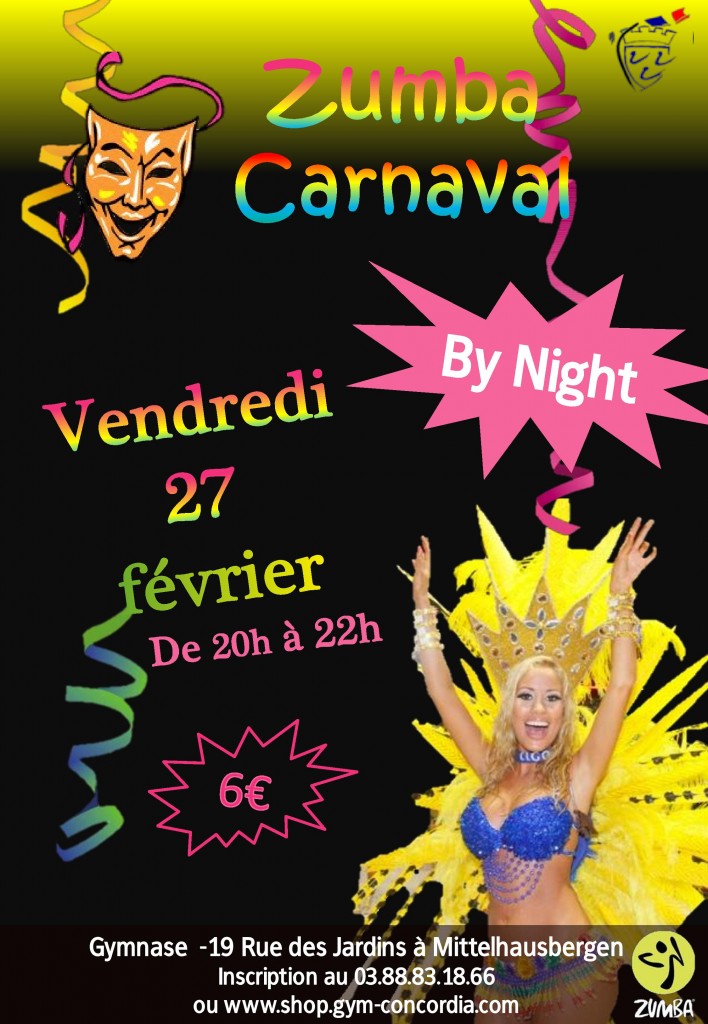 Zumba
Carnaval
By Night
Vendredi
27
février
De 20h à 22h
6€
Gymnase -19 Rue des Jardins à Mittelhausbergen
Inscription au 03.88.83.18.66
ou www.shop.gym-concordia.com
ZUMBA